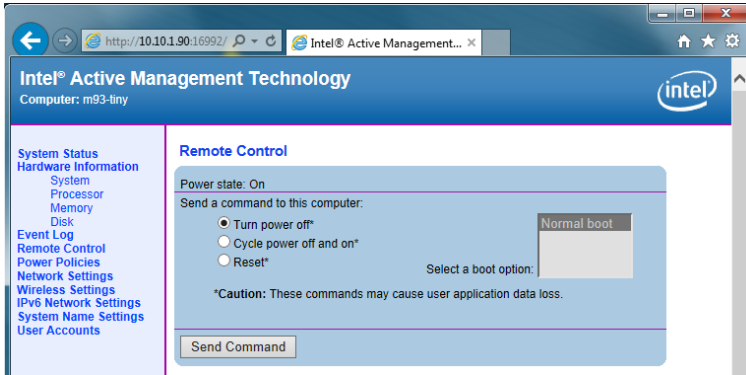 http://10.10.1.90:16992/
Intel® Active Management...
Intel® Active Management Technology
Computer: m93-tiny
intel
System Status
Hardware Information
System
Processor
Memory
Disk
Event Log
Remote Control
Power Policies
Network Settings
Wireless Settings
IPv6 Network Settings
System Name Settings
User Accounts
Remote Control
Power state: On
Send a command to this computer:
Turn power off*
Cycle power off and on*
Reset*
Normal boot
Select a boot option:
*Caution: These commands may cause user application data loss.
Send Command